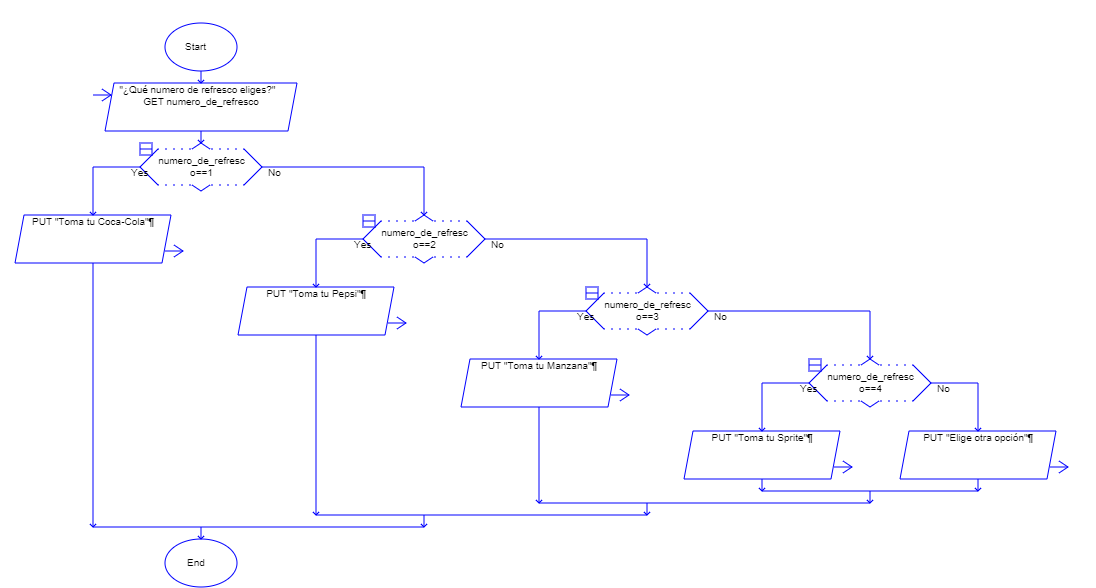 Start
"¿Qué numero de refresco eliges?"
GET numero_de_refresco
numero_de_refresc
o==1
Yes
No
PUT "Toma tu Coca-Cola"¶
numero_de_refresc
o==2
Yes
No
PUT "Toma tu Pepsi"¶
numero_de_refresc
o==3
Yes
No
PUT "Toma tu Manzana"¶
numero_de_refresc
o==4
Yes
No
PUT "Toma tu Sprite"¶
PUT "Elige otra opción"¶
End